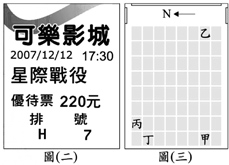 可樂影城
2007/12/12 17:30
星際戰役
優待票 220元
排 號
H 7
圖(二)
N
乙
丙
丁
甲
圖(三)